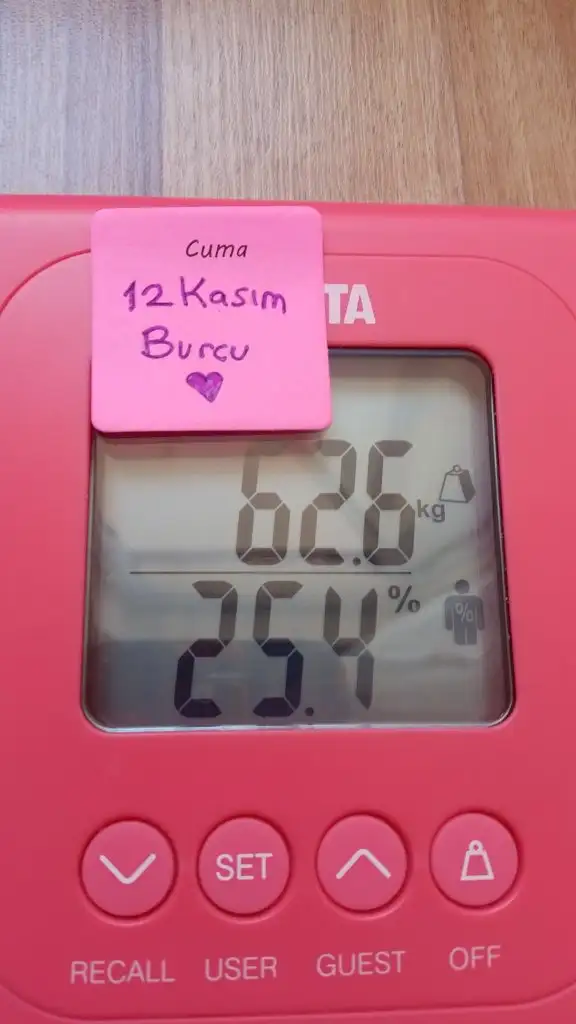 Cuma
12 Kasım
Burcu
TA
62.6 kg
25.4 %
%
SET
RECALL USER GUEST OFF